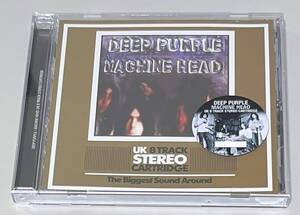 DEEP PURPLE
MACHINE HEAD
DEEP PURPLE
MACHINE HEAD
UK 8 TRACK STEREO CARTRIDGE
UK 8 TRACK
STEREO
CARTRIDGE
The Biggest Sound Around